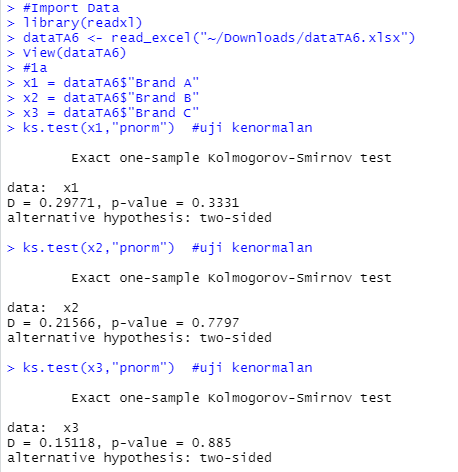 > #Import Data
> library(readxl)
> dataTA6 <- read_excel("~/Downloads/dataTA6.xlsx")
> View(dataTA6)
> #1a
> x1 = dataTA6$"Brand A"
> x2 = dataTA6$"Brand B"
> x3 = dataTA6$"Brand C"
> ks.test(x1,"pnorm")  #uji kenormalan
Exact one-sample Kolmogorov-Smirnov test
data:  x1
D = 0.29771, p-value = 0.3331
alternative hypothesis: two-sided
> ks.test(x2,"pnorm")  #uji kenormalan
Exact one-sample Kolmogorov-Smirnov test
data:  x2
D = 0.21566, p-value = 0.7797
alternative hypothesis: two-sided
> ks.test(x3,"pnorm")  #uji kenormalan
Exact one-sample Kolmogorov-Smirnov test
data:  x3
D = 0.15118, p-value = 0.885
alternative hypothesis: two-sided